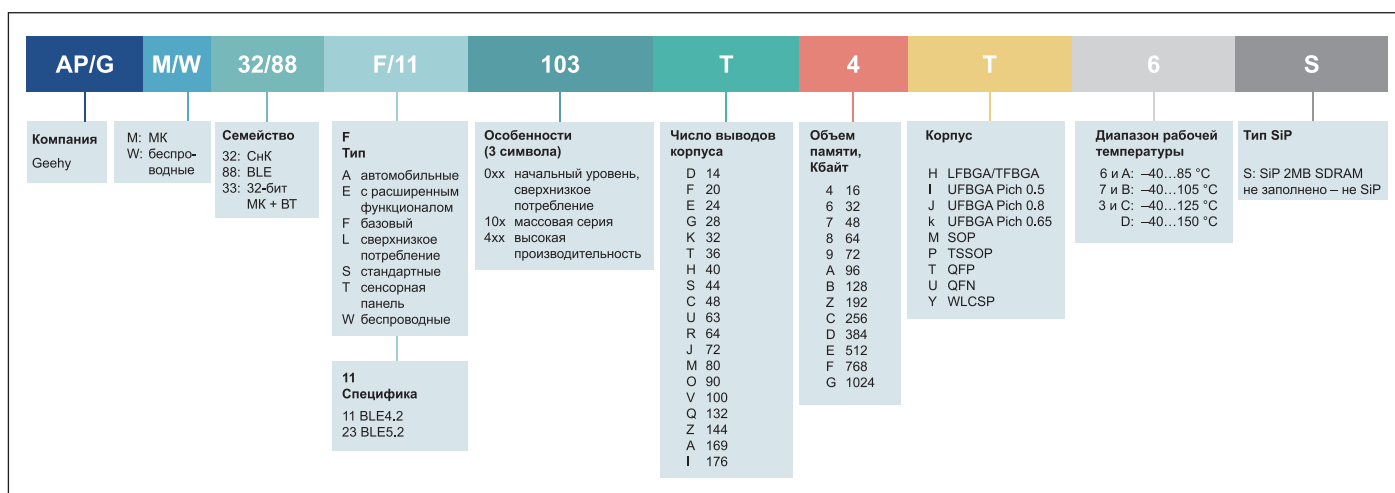 AP/G M/W 32/88 F/11 103 T 4 T 6 S
Компания
Geehy
M: МК
W: беспро-
водные
Семейство
32: СнК
88: BLE
33: 32-бит
МК + BT
F
Тип
A автомобильные
E с расширенным
функционалом
F базовый
L сверхнизкое
потребление
S стандартные
T сенсорная
панель
W беспроводные
11
Специфика
11 BLE4.2
23 BLE5.2
Особенности
(3 символа)
0xx начальный уровень,
сверхнизкое
потребление
10x массовая серия
4xx высокая
производительность
Число выводов
корпуса
D 14
F 20
E 24
G 28
K 32
T 36
H 40
S 44
C 48
U 63
R 64
J 72
M 80
O 90
V 100
Q 132
Z 144
A 169
I 176
Объем
памяти,
Кбайт
4 16
6 32
7 48
8 64
9 72
A 96
B 128
Z 192
C 256
D 384
E 512
F 768
G 1024
Корпус
H LFBGA/TFBGA
I UFBGA Pich 0.5
J UFBGA Pich 0.8
k UFBGA Pich 0.65
M SOP
P TSSOP
T QFP
U QFN
Y WLCSP
Диапазон рабочей
температуры
6 и A: –40...85 °C
7 и B: –40...105 °C
3 и C: –40...125 °C
D: –40...150 °C
Тип SiP
S: SiP 2MB SDRAM
не заполнено – не SiP